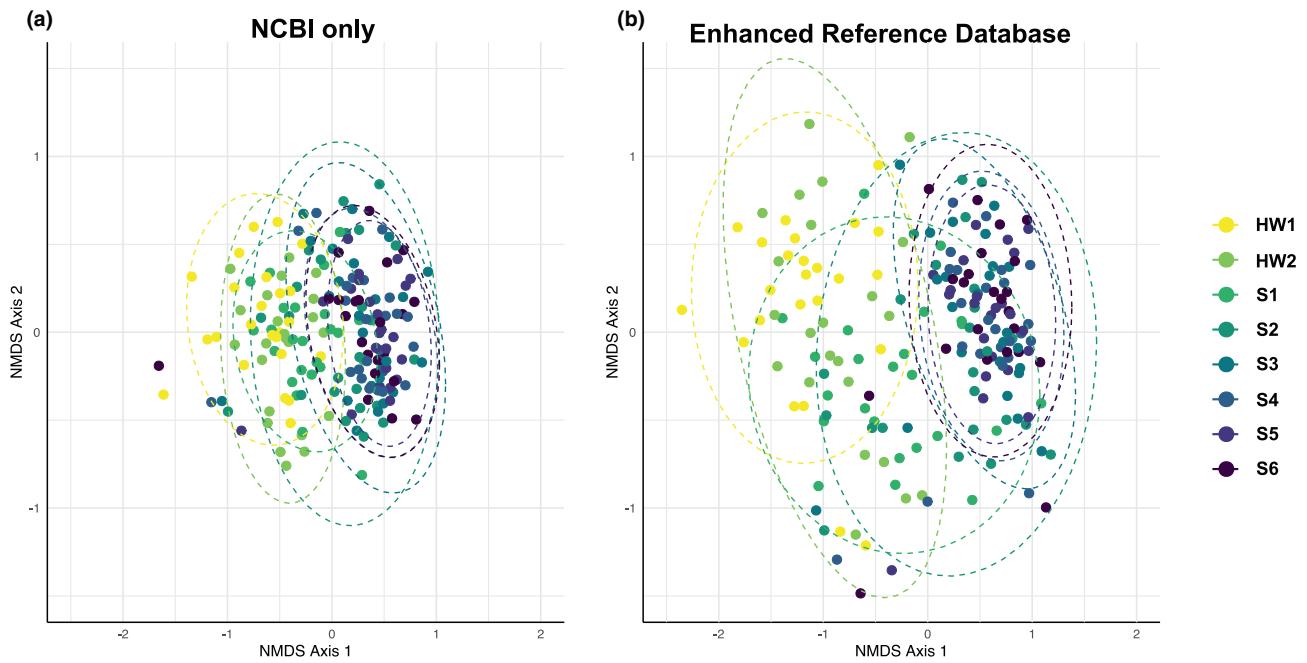 (a)
NCBI only
NMDS Axis 2
1
0
-1
-2
-1
0
1
2
NMDS Axis 1
(b)
Enhanced Reference Database
NMDS Axis 2
1
0
-1
-2
-1
0
1
2
NMDS Axis 1
HW1
HW2
S1
S2
S3
S4
S5
S6